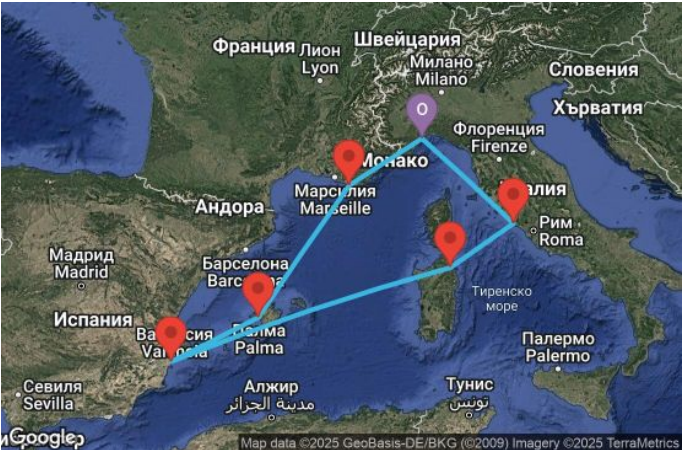 Франция
Лион
Lyon
Швейцария
Милано
Milano
Словения
Хърватия
O
Флоренция
Firenze
Монако
Марсилия
Marseille
Андора
Рим
Roma
Мадрид
Madrid
Барселона
Тиренско
море
Испания
Палма
Palma
Палермо
Palermo
Севиля
Sevilla
Алжир
مدينة الجزائر
Тунис
تونس
Google
Map data ©2025 GeoBasis-DE/BKG (©2009) Imagery ©2025 TerraMetrics